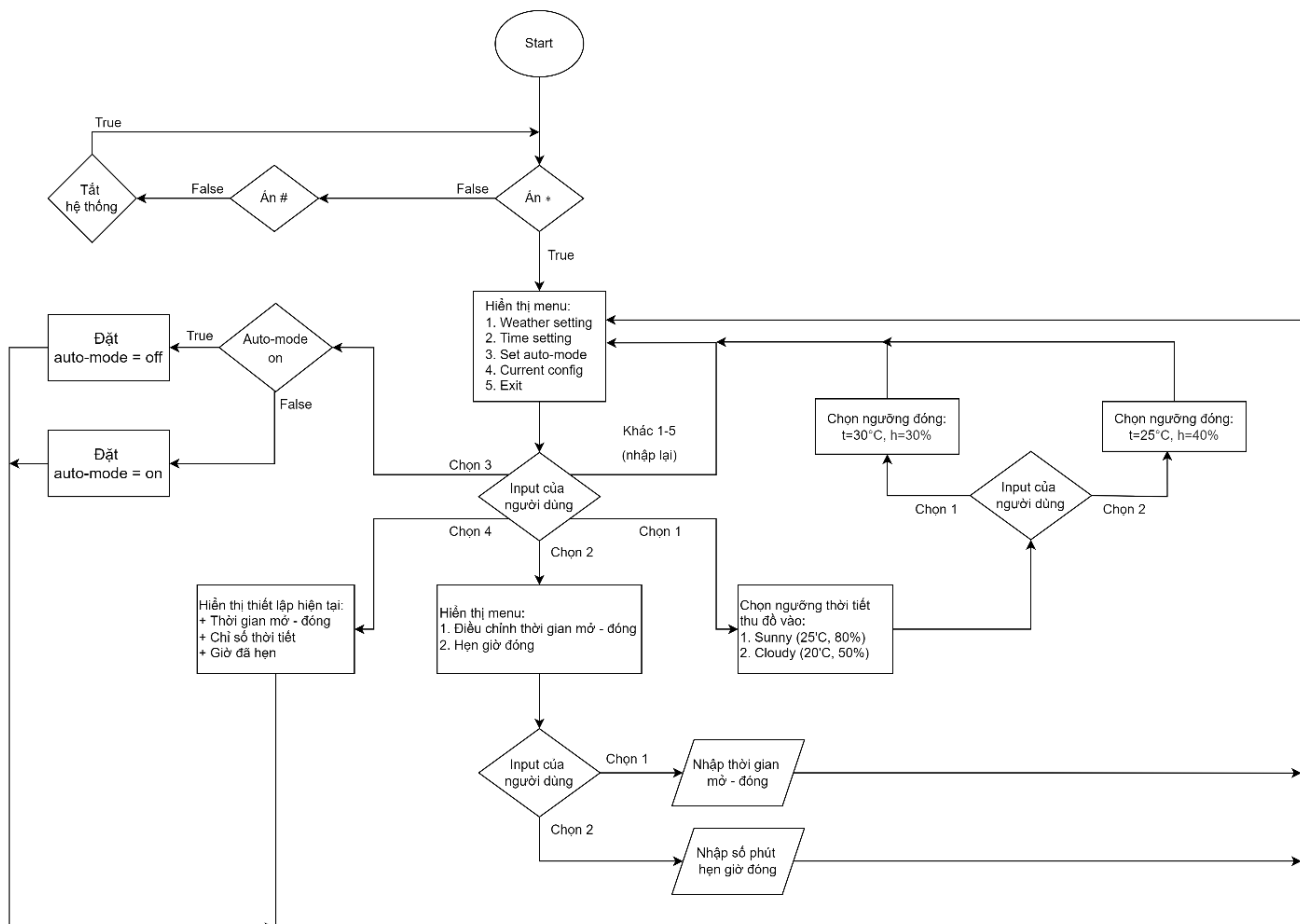 Start
True
Tắt
hệ thống
False
Ấn #
False
Ấn *
True
Hiển thị menu:
1. Weather setting
2. Time setting
3. Set auto-mode
4. Current config
5. Exit
Đặt
auto-mode = off
True
Auto-mode
on
False
Đặt
auto-mode = on
Khác 1-5
(nhập lại)
Chọn ngưỡng đóng:
t=30°C, h=30%
Chọn ngưỡng đóng:
t=25°C, h=40%
Chọn 3
Input của
người dùng
Input của
người dùng
Chọn 1
Chọn 2
Chọn 4
Chọn 1
Chọn 2
Hiển thị thiết lập hiện tại:
+ Thời gian mở - đóng
+ Chỉ số thời tiết
+ Giờ đã hẹn
Hiển thị menu:
1. Điều chỉnh thời gian mở - đóng
2. Hẹn giờ đóng
Chọn ngưỡng thời tiết
thu đồ vào:
1. Sunny (25'C, 80%)
2. Cloudy (20'C, 50%)
Input của
người dùng
Chọn 1
Nhập thời gian
mở - đóng
Chọn 2
Nhập số phút
hẹn giờ đóng